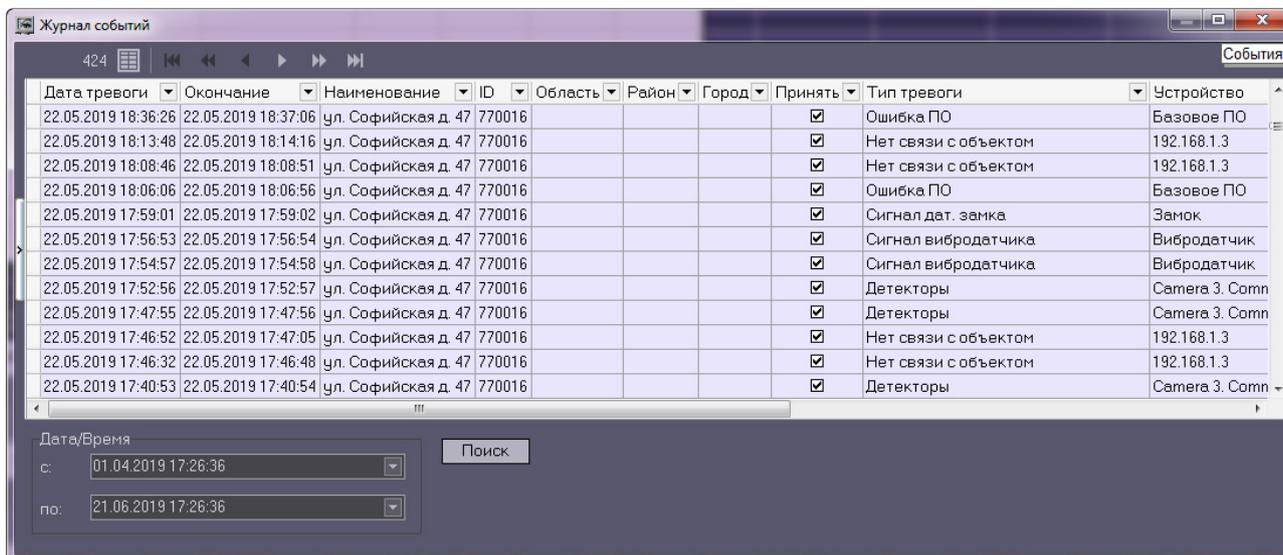 Журнал событий
424
События
Дата тревоги Окончание Наименование ID Область Район Город Принять Тип тревоги Устройство
22.05.2019 18:36:26 22.05.2019 18:37:06 ул. Софийская д. 47 770016 Ошибка ПО Базовое ПО
22.05.2019 18:13:48 22.05.2019 18:14:16 ул. Софийская д. 47 770016 Нет связи с объектом 192.168.1.3
22.05.2019 18:08:46 22.05.2019 18:08:51 ул. Софийская д. 47 770016 Нет связи с объектом 192.168.1.3
22.05.2019 18:06:06 22.05.2019 18:06:56 ул. Софийская д. 47 770016 Ошибка ПО Базовое ПО
22.05.2019 17:59:01 22.05.2019 17:59:02 ул. Софийская д. 47 770016 Сигнал дат. замка Замок
22.05.2019 17:56:53 22.05.2019 17:56:54 ул. Софийская д. 47 770016 Сигнал вибродатчика Вибродатчик
22.05.2019 17:54:57 22.05.2019 17:54:58 ул. Софийская д. 47 770016 Сигнал вибродатчика Вибродатчик
22.05.2019 17:52:56 22.05.2019 17:52:57 ул. Софийская д. 47 770016 Детекторы Camera 3. Comm
22.05.2019 17:47:55 22.05.2019 17:47:56 ул. Софийская д. 47 770016 Детекторы Camera 3. Comm
22.05.2019 17:46:52 22.05.2019 17:47:05 ул. Софийская д. 47 770016 Нет связи с объектом 192.168.1.3
22.05.2019 17:46:32 22.05.2019 17:46:48 ул. Софийская д. 47 770016 Нет связи с объектом 192.168.1.3
22.05.2019 17:40:53 22.05.2019 17:40:54 ул. Софийская д. 47 770016 Детекторы Camera 3. Comm
Дата/Время
с: 01.04.2019 17:26:36
Поиск
по: 21.06.2019 17:26:36